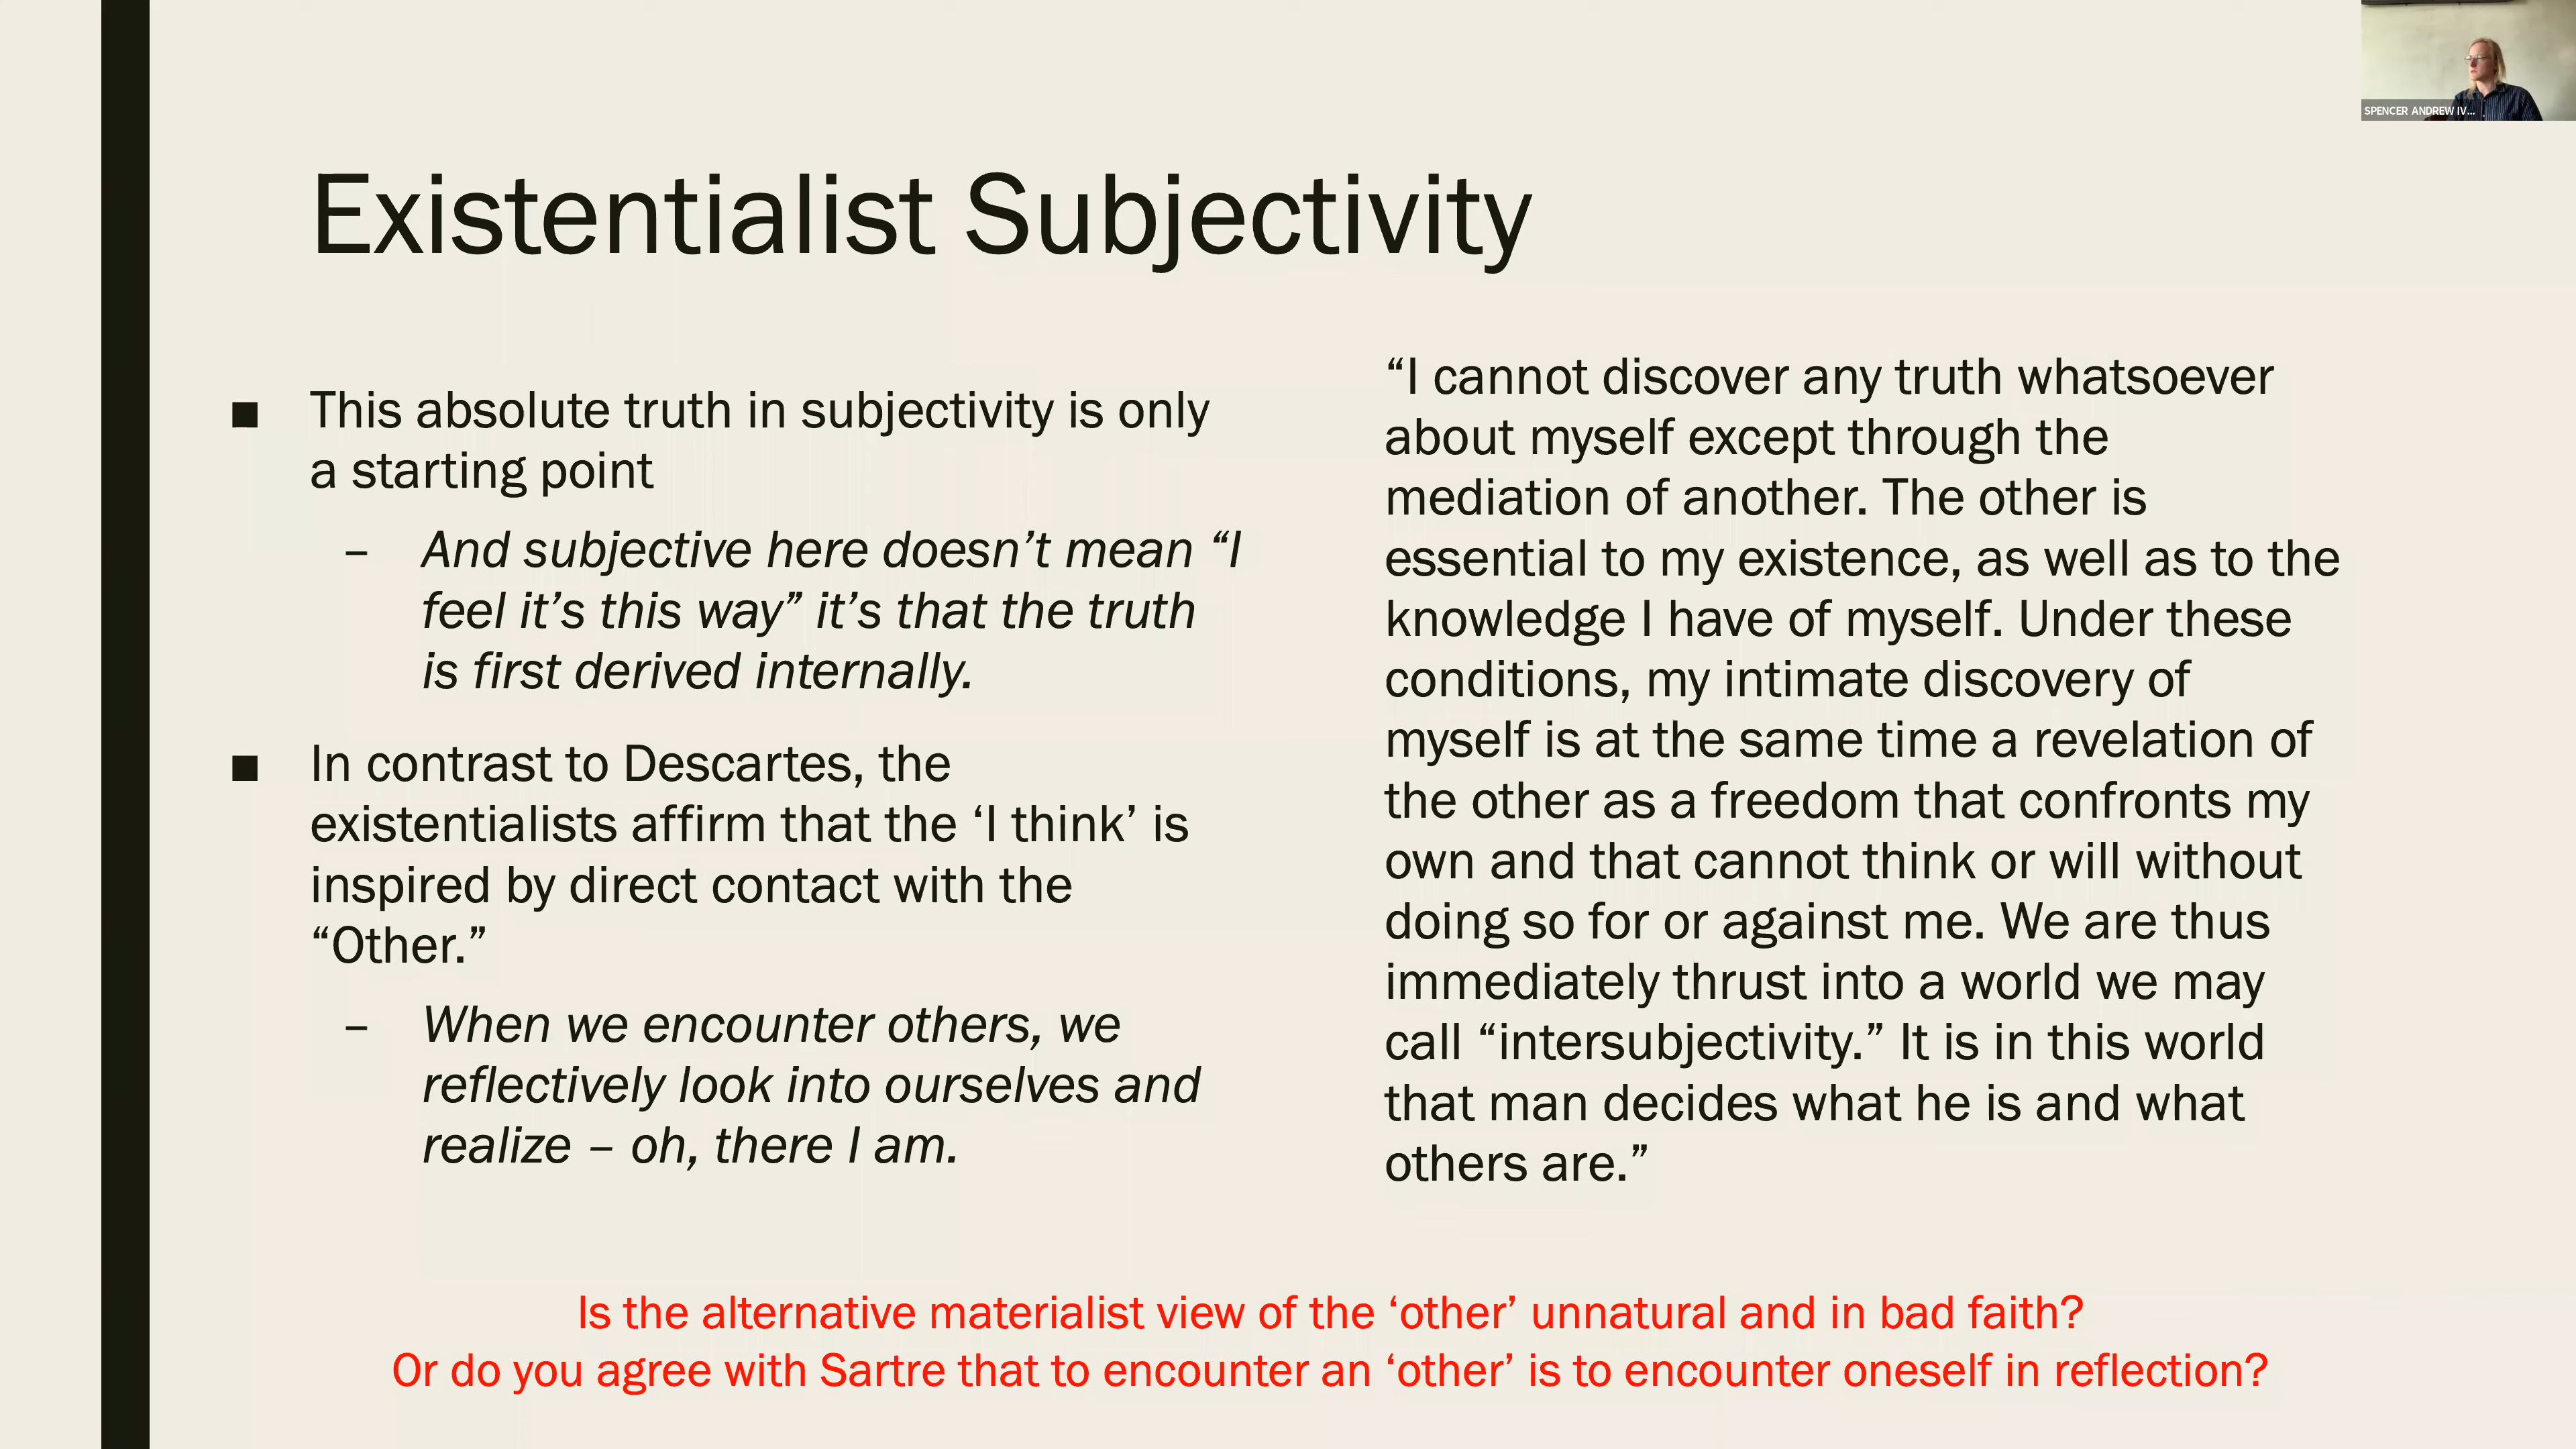 SPENCER ANDREW IV...
Existentialist Subjectivity
■ This absolute truth in subjectivity is only
a starting point
– And subjective here doesn’t mean “I
feel it’s this way” it’s that the truth
is first derived internally.
■ In contrast to Descartes, the
existentialists affirm that the ‘I think’ is
inspired by direct contact with the
“Other.”
– When we encounter others, we
reflectively look into ourselves and
realize – oh, there I am.
“I cannot discover any truth whatsoever
about myself except through the
mediation of another. The other is
essential to my existence, as well as to the
knowledge I have of myself. Under these
conditions, my intimate discovery of
myself is at the same time a revelation of
the other as a freedom that confronts my
own and that cannot think or will without
doing so for or against me. We are thus
immediately thrust into a world we may
call “intersubjectivity.” It is in this world
that man decides what he is and what
others are.”
Is the alternative materialist view of the ‘other’ unnatural and in bad faith?
Or do you agree with Sartre that to encounter an ‘other’ is to encounter oneself in reflection?